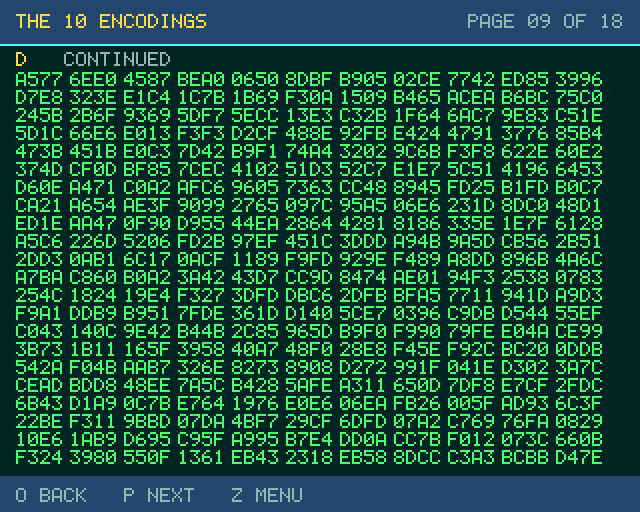 THE 10 ENCODINGS PAGE 09 OF 18
D CONTINUED
A577 6EE0 4587 BEA0 0650 8DBF B905 02CE 7742 ED85 3996
D7E8 323E E1C4 1C7B 1B69 F30A 1509 B465 ACEA B6BC 75C0
245B 2B6F 9369 5DF7 5ECC 13E3 C32B 1F64 6AC7 9E83 C51E
5D1C 66E6 E013 F3F3 D2CF 488E 92FB E424 4791 3776 85B4
473B 451B E0C3 7D42 B9F1 74A4 3202 9C6B F3F8 622E 60E2
374D CF0D BF85 7CEC 4102 51D3 52C7 E1E7 5C51 4196 6453
D60E A471 C0A2 AFC6 9605 7363 CC48 8945 FD25 B1FD B0C7
CA21 A654 AE3F 9099 2765 097C 95A5 06E6 231D 8DC0 48D1
ED1E AA47 0F90 D955 44EA 2864 4281 8186 335E 1E7F 6128
A5C6 226D 5206 FD2B 97EF 451C 3DDD A94B 9A5D CB56 2B51
2DD3 0AB1 6C17 0ACF 1189 F9FD 929E F489 A8DD 896B 4A6C
A7BA C860 B0A2 3A42 43D7 CC9D 8474 AE01 94F3 2538 0783
254C 1824 19E4 F327 3DFD DBC6 2DFB BFA5 7711 941D A9D3
F9A1 DDB9 B951 7FDE 361D D140 5CE7 0396 C9DB D544 55EF
C043 140C 9E42 B44B 2C85 965D B9F0 F990 79FE E04A CE99
3B73 1B11 165F 3958 40A7 48F0 28E8 F45E F92C BC20 0DDB
542A F04B AAB7 326E 8273 8908 D272 991F 041E D302 3A7C
CEAD BDD8 48EE 7A5C B428 5AFE A311 650D 7DF8 E7CF 2FDC
6B43 D1A9 0C7B E764 1976 E0E6 06EA FB26 005F AD93 6C3F
22BE F311 9BBD 07DA 4BF7 29CF 6DFD 07A2 C769 76FA 0829
10E6 1AB9 D695 C95F A995 B7E4 DD0A CC7B F012 073C 660B
F324 3980 550F 1361 EB43 2318 EB58 8DCC C3A3 BCBB D47E
O BACK P NEXT Z MENU